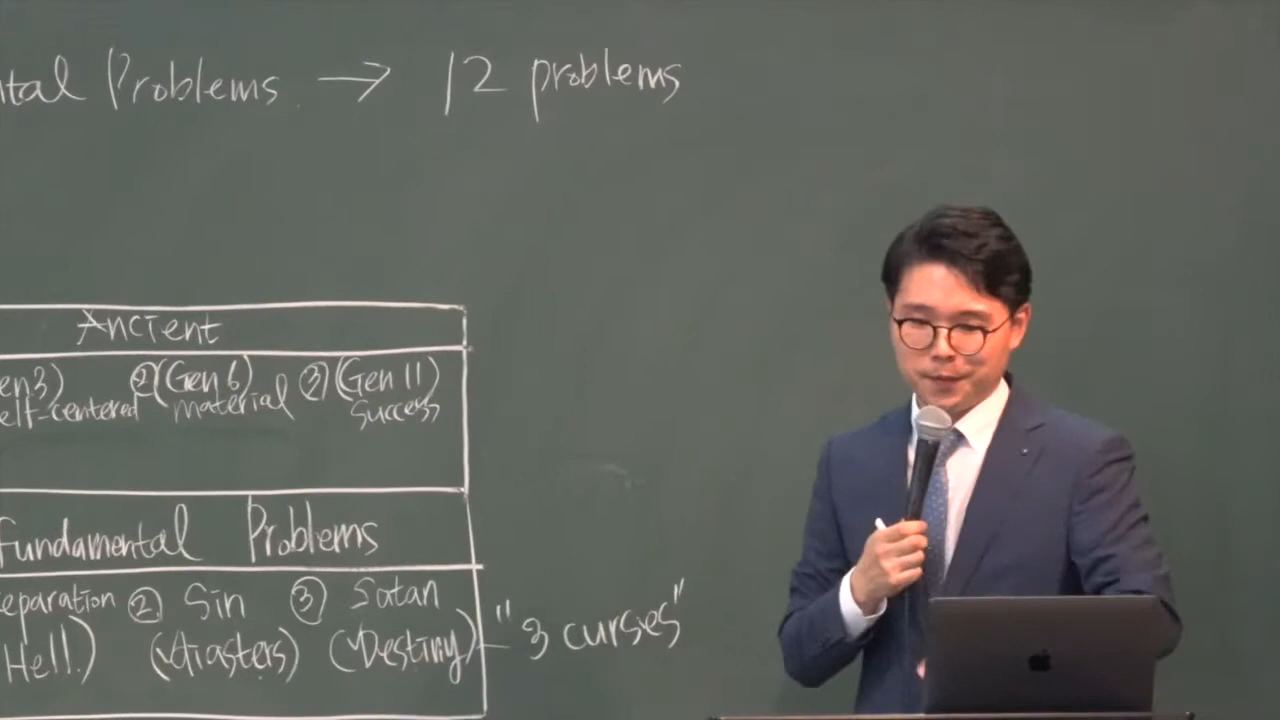 ntal Problems → 12 problems
Ancient
en3) ②(Gen 6) ③(Gen 11)
elf-centered material success
Fundamental Problems
eparation ② Sin ③ Satan
Hell) (Destiny) "3 curses"